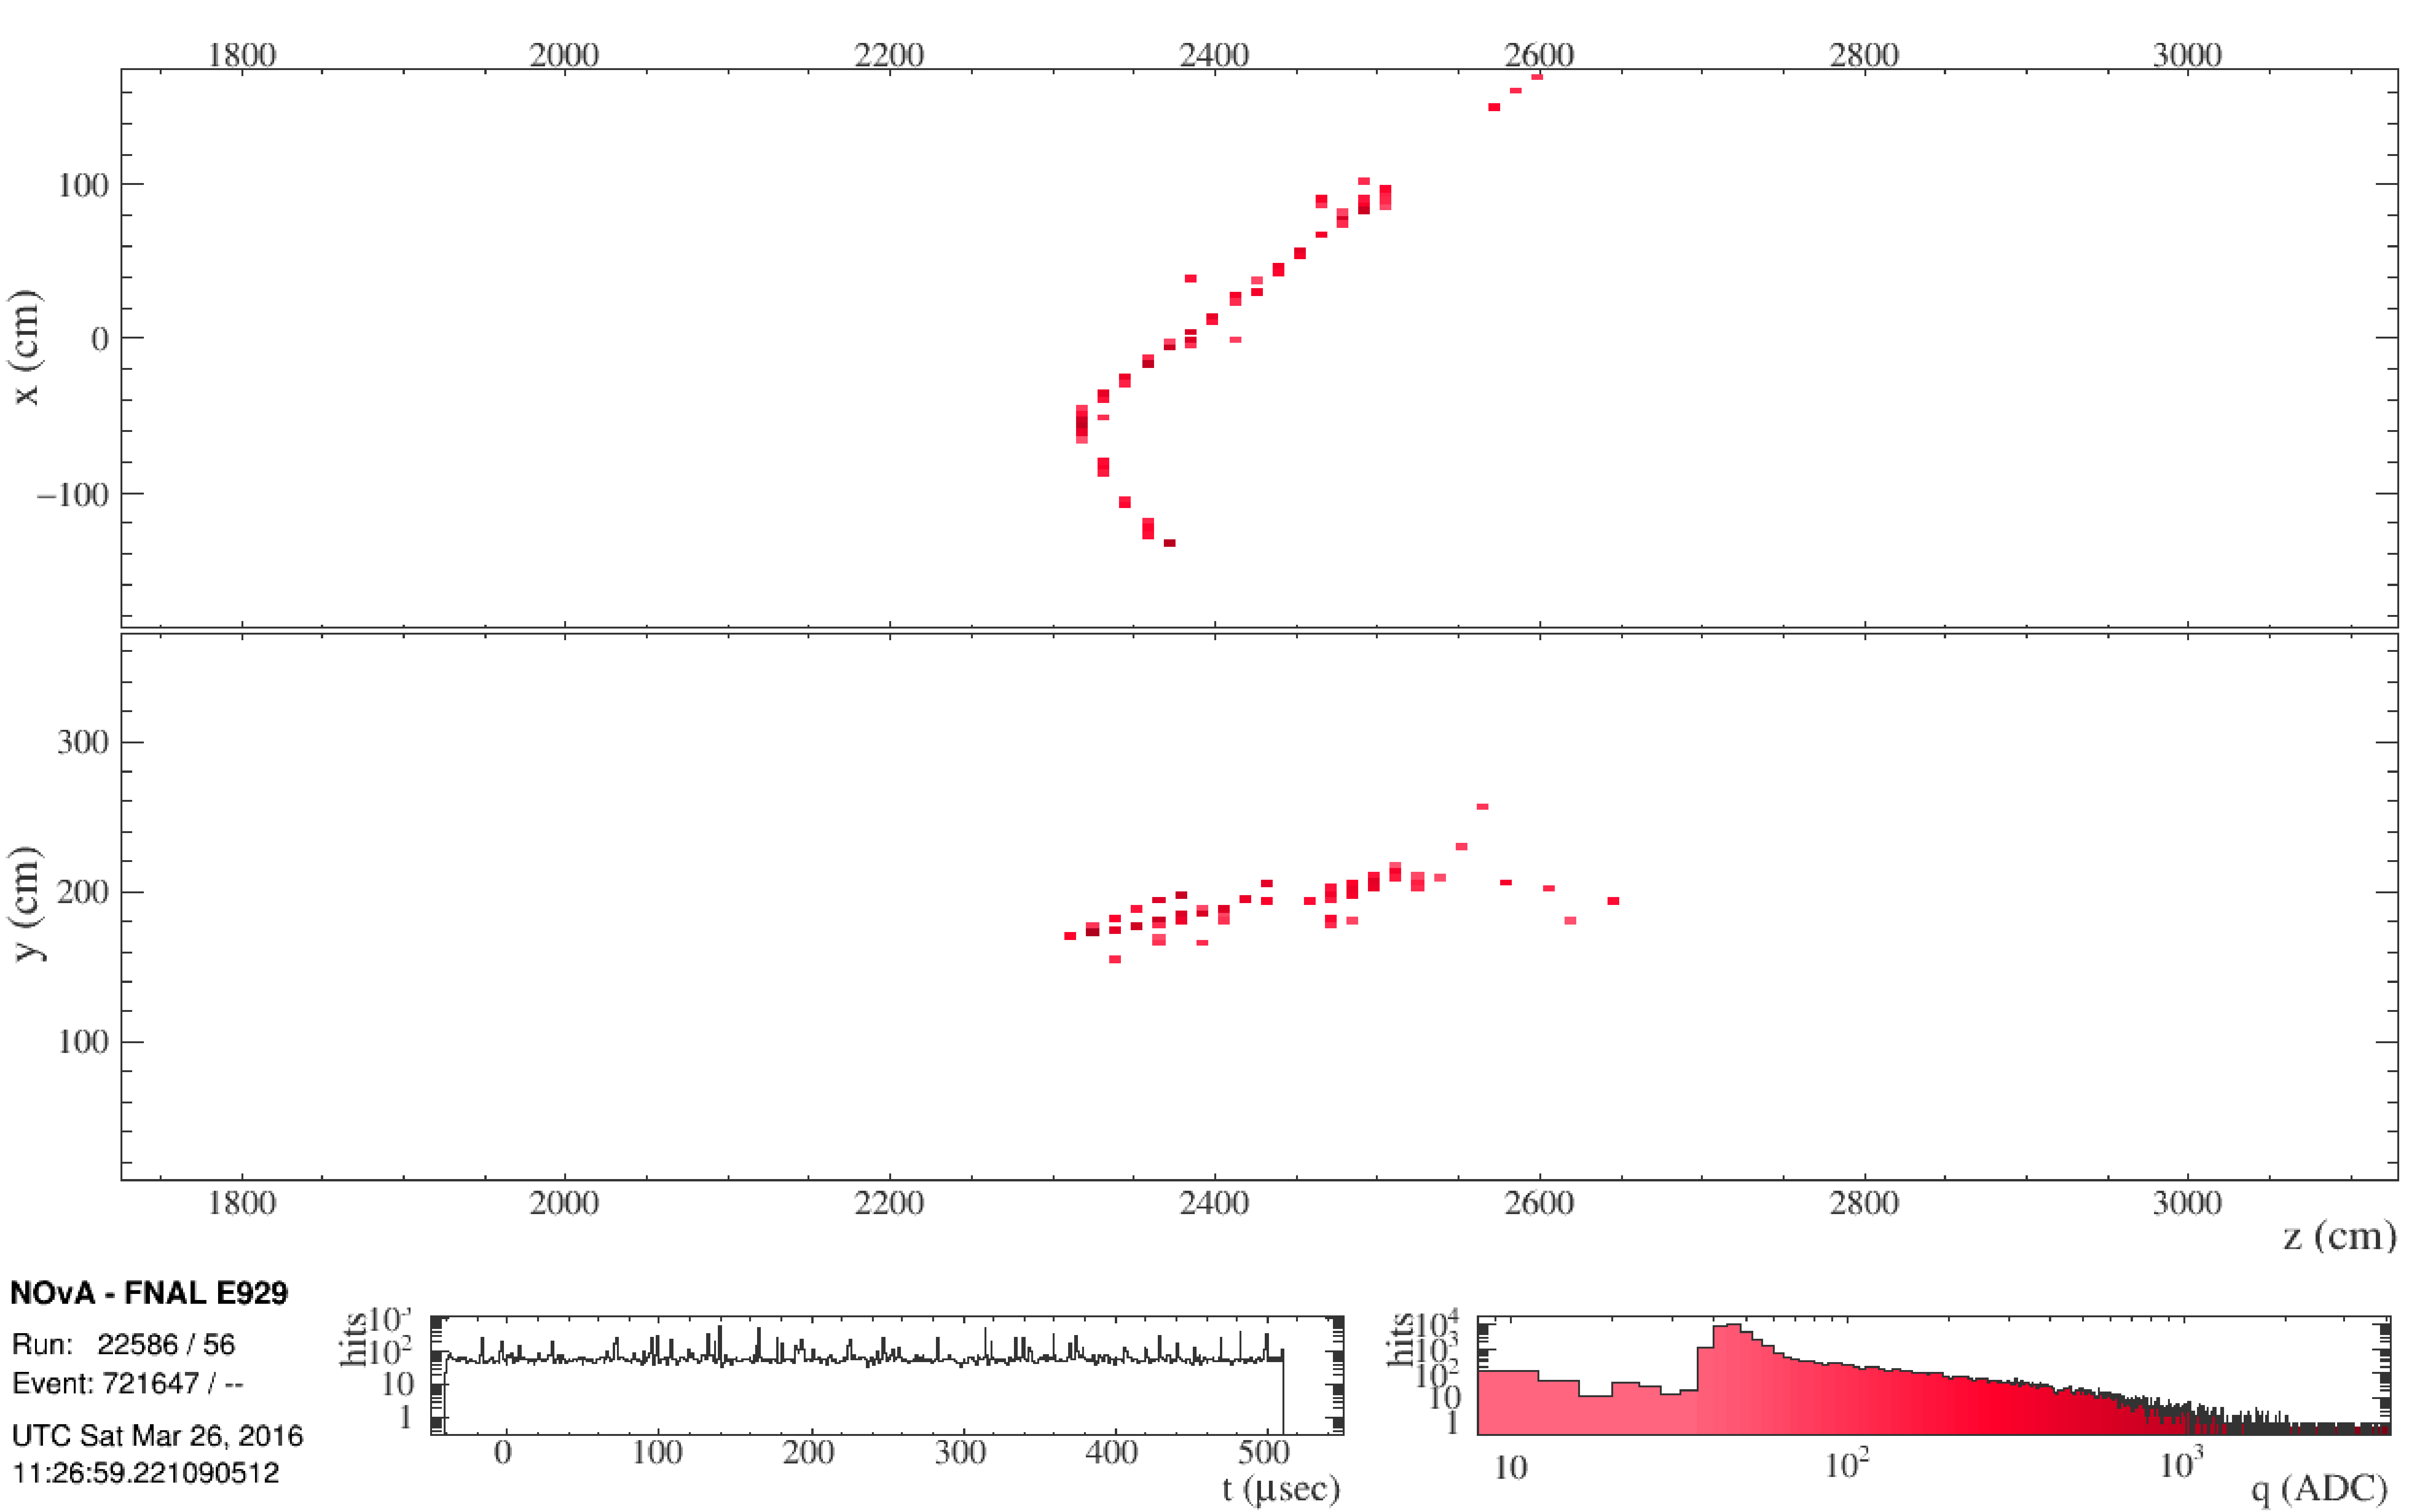 1800 2000 2200 2400 2600 2800 3000
x (cm)
100
0
−100
y (cm)
300
200
100
1800 2000 2200 2400 2600 2800 3000
z (cm)
NOvA - FNAL E929
Run: 22586 / 56
Event: 721647 / --
UTC Sat Mar 26, 2016
11:26:59.221090512
hits
10²
10
1
0 100 200 300 400 500
t (μsec)
hits
10⁴
10³
10²
10
1
10 10² 10³
q (ADC)